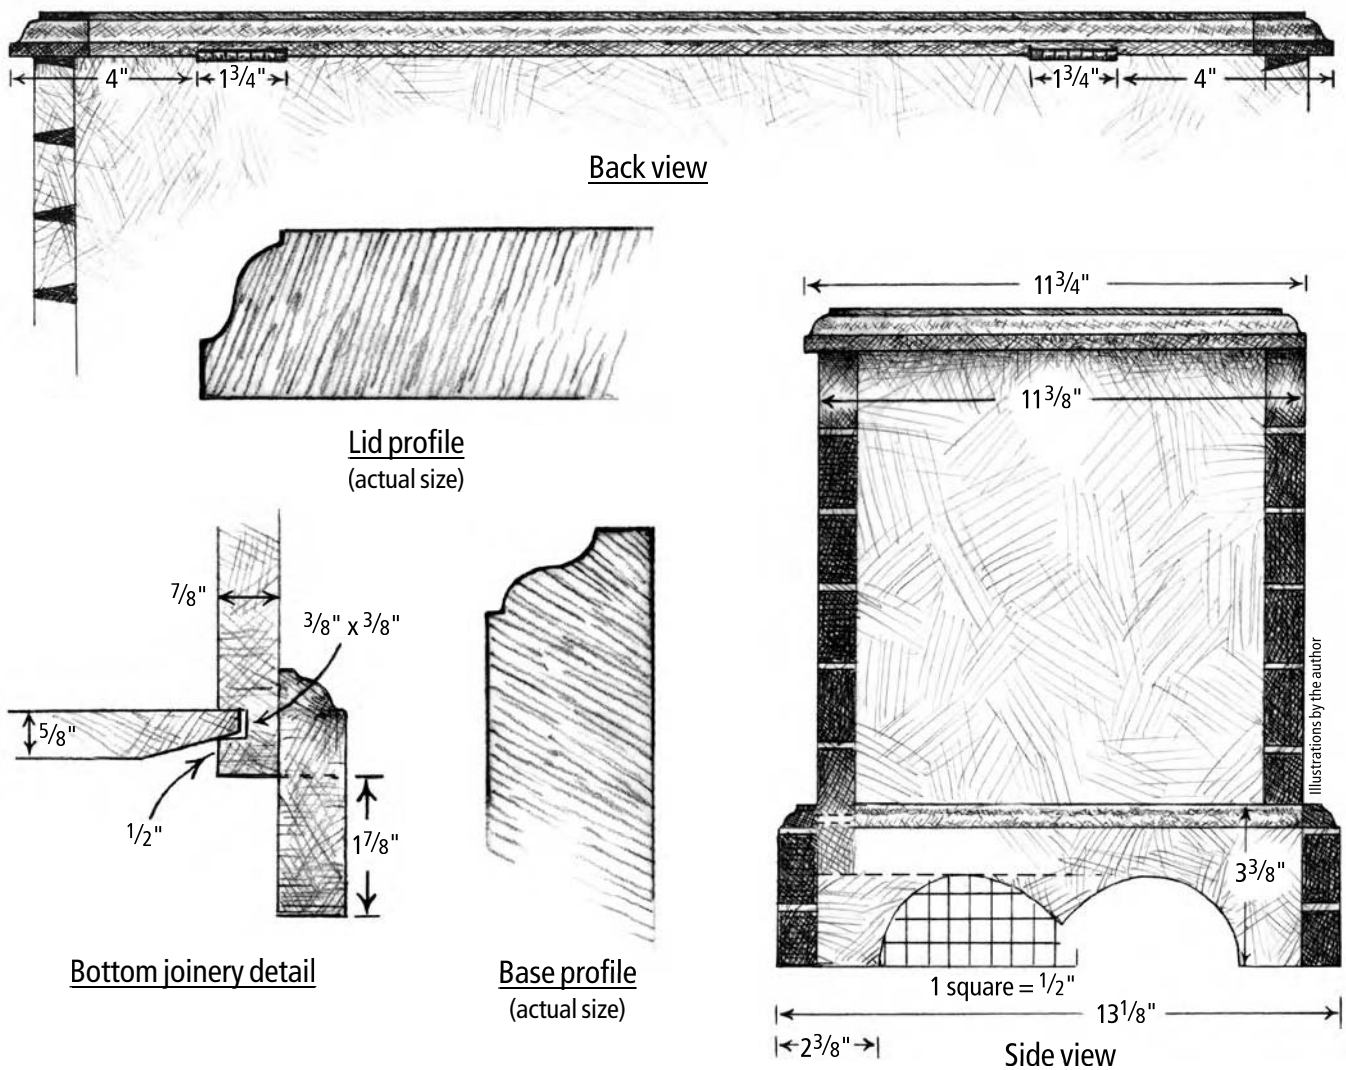 4"
1 3/4"
1 3/4"
4"
Back view
11 3/4"
11 3/8"
Lid profile
(actual size)
7/8"
3/8" x 3/8"
5/8"
1/2"
1 7/8"
Bottom joinery detail
Base profile
(actual size)
Illustrations by the author
3 3/8"
1 square = 1/2"
13 1/8"
2 3/8"
Side view